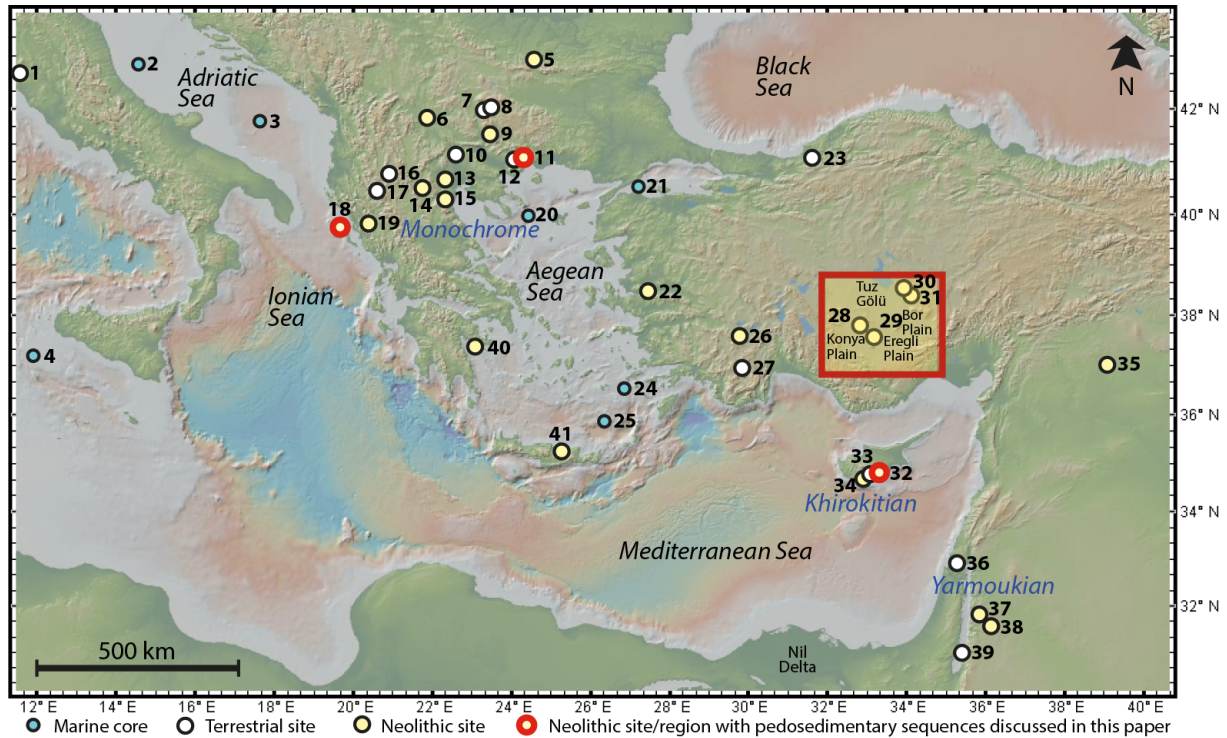 1
2
Adriatic
Sea
3
4
5
Black
Sea
N
6
7
8
9
10
11
12
13
14
15
16
17
18
19
Monochrome
20
21
22
23
Ionian
Sea
Aegean
Sea
24
25
26
27
28
29
30
31
Tuz
Gölü
Bor
Plain
Konya
Plain
Eregli
Plain
35
40
41
33
32
34
Khirokitian
Mediterranean Sea
36
Yarmoukian
37
38
39
Nil
Delta
500 km
42° N
40° N
38° N
36° N
34° N
32° N
12° E
14° E
16° E
18° E
20° E
22° E
24° E
26° E
28° E
30° E
32° E
34° E
36° E
38° E
40° E
Marine core
Terrestrial site
Neolithic site
Neolithic site/region with pedosedimentary sequences discussed in this paper